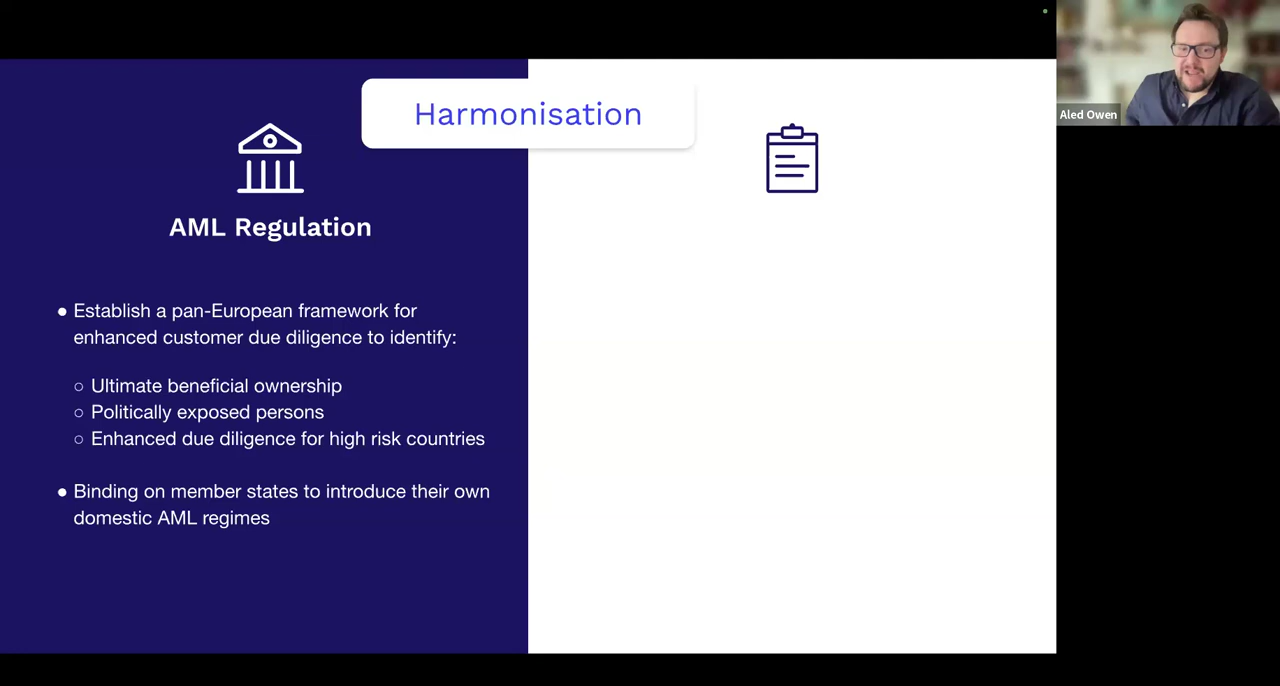 Harmonisation
AML Regulation
● Establish a pan-European framework for
enhanced customer due diligence to identify:
○ Ultimate beneficial ownership
○ Politically exposed persons
○ Enhanced due diligence for high risk countries
● Binding on member states to introduce their own
domestic AML regimes
Aled Owen